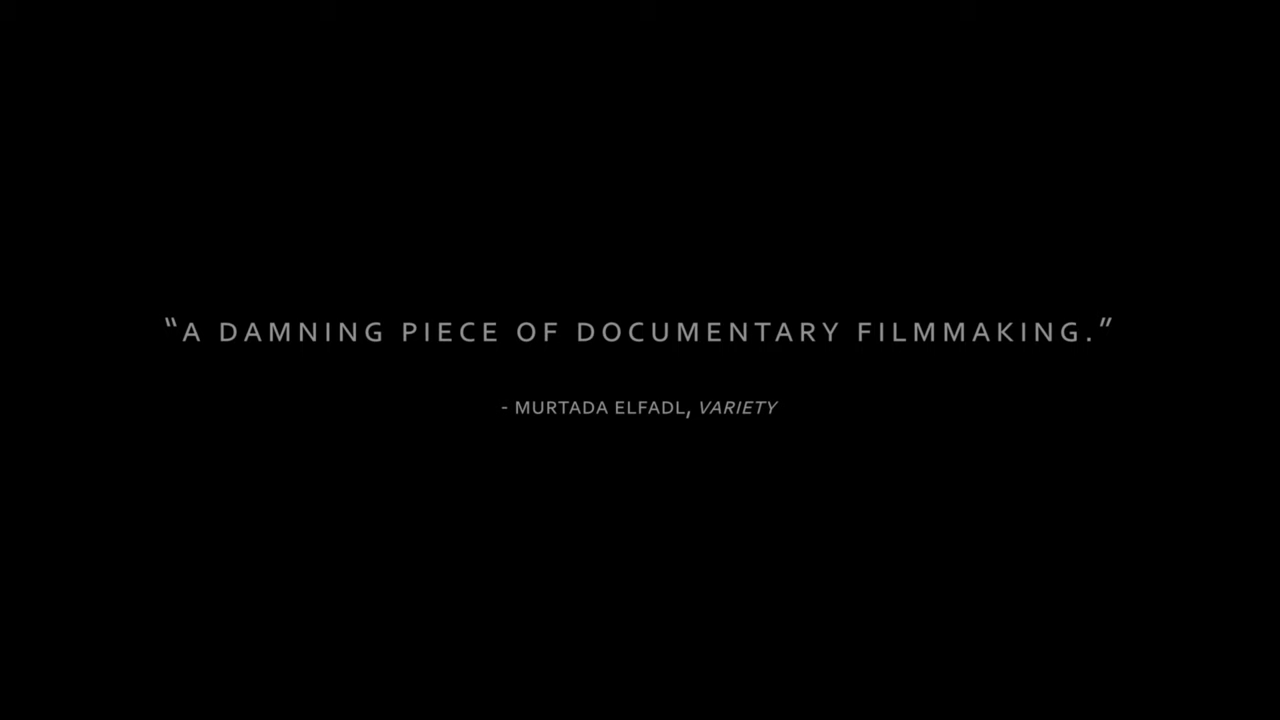 “A DAMNING PIECE OF DOCUMENTARY FILMMAKING.”
- MURTADA ELFADL, VARIETY